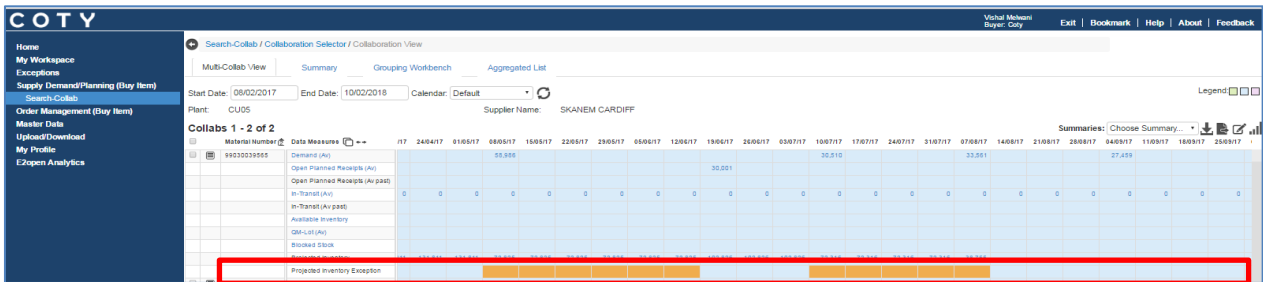 COTY
Vishal Melwani
Buyer: Coty
Exit | Bookmark | Help | About | Feedback
Home
My Workspace
Exceptions
Supply Demand/Planning (Buy Item)
Search-Collab
Order Management (Buy Item)
Master Data
Upload/Download
My Profile
E2open Analytics
Search-Collab / Collaboration Selector / Collaboration View
Multi-Collab View Summary Grouping Workbench Aggregated List
Start Date: 08/02/2017 End Date: 10/02/2018 Calendar: Default
Legend:
Plant: CU05 Supplier Name: SKANEM CARDIFF
Collabs 1 - 2 of 2
Summaries: Choose Summary...
Material Number Data Measures /17 24/04/17 01/05/17 08/05/17 15/05/17 22/05/17 29/05/17 05/06/17 12/06/17 19/06/17 26/06/17 03/07/17 10/07/17 17/07/17 24/07/17 31/07/17 07/08/17 14/08/17 21/08/17 28/08/17 04/09/17 11/09/17 18/09/17 25/09/17
99030039565 Demand (Av) 58,986 30,510 33,561 27,459
Open Planned Receipts (Av) 30,001
Open Planned Receipts (Av past)
In-Transit (Av) 0 0 0 0 0 0 0 0 0 0 0 0 0 0 0 0 0 0 0 0 0 0 0 0
In-Transit (Av past)
Available Inventory
QM-Lot (Av)
Blocked Stock
Projected Inventory
Projected Inventory Exception